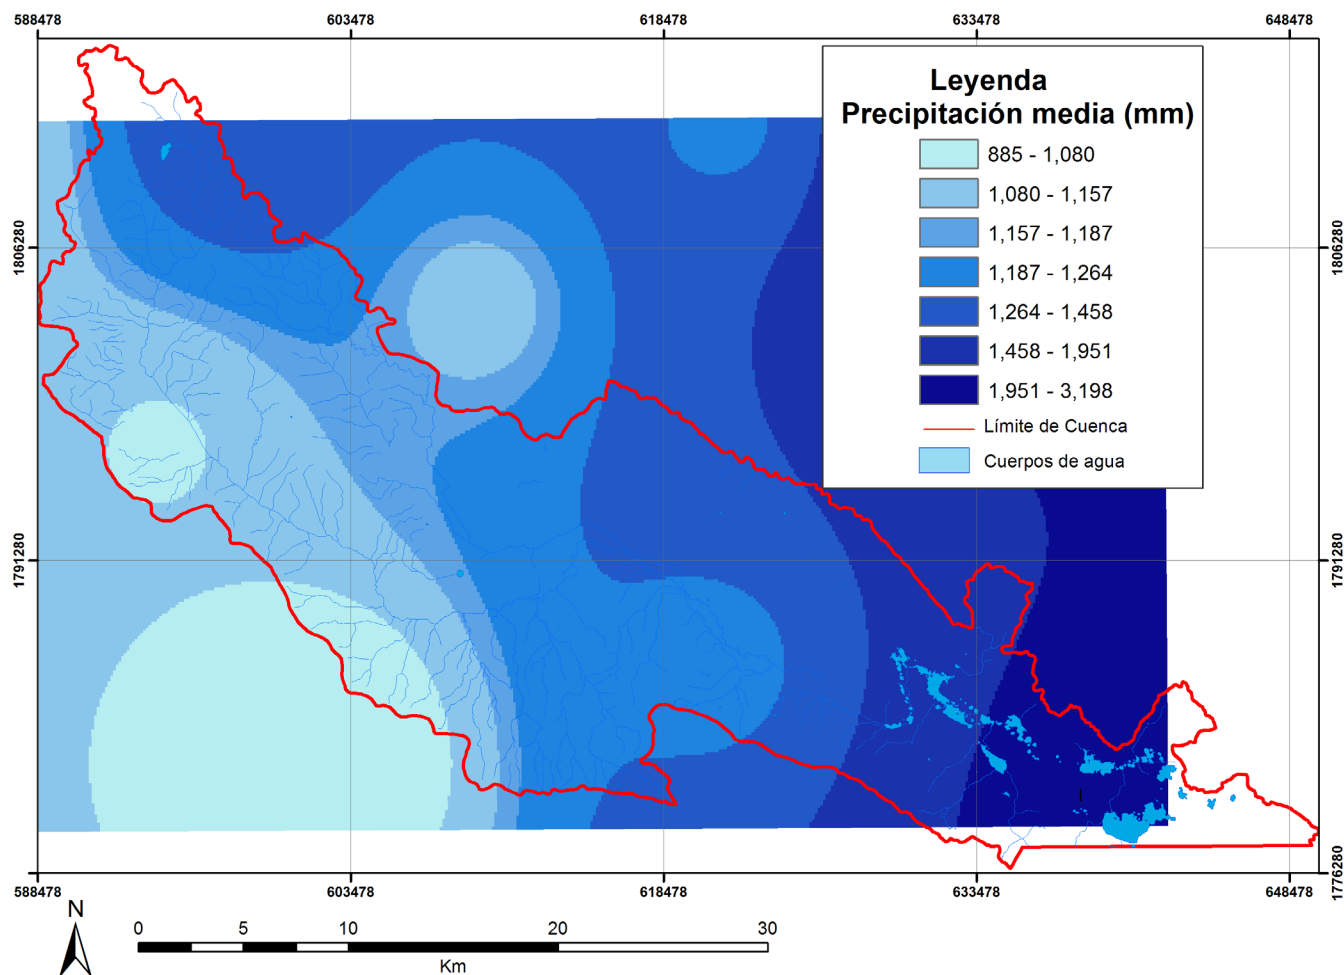 588478 603478 618478 633478 648478
Leyenda
Precipitación media (mm)
885 - 1,080
1,080 - 1,157
1,157 - 1,187
1,187 - 1,264
1,264 - 1,458
1,458 - 1,951
1,951 - 3,198
Límite de Cuenca
Cuerpos de agua
1806280 1806280
1791280 1791280
1776280
588478 603478 618478 633478 648478
N
0 5 10 20 30
Km